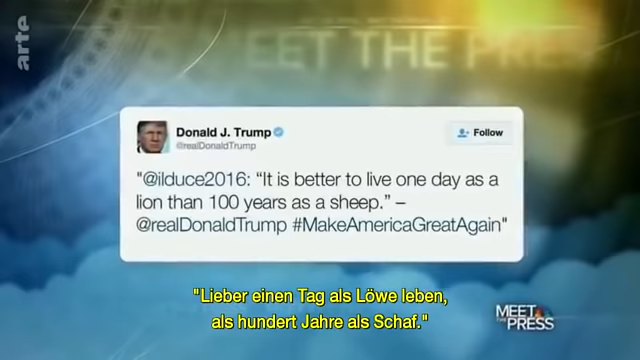 arte
MEET THE PRESS
Donald J. Trump
@realDonaldTrump
Follow
"@ilduce2016: “It is better to live one day as a
lion than 100 years as a sheep.” –
@realDonaldTrump #MakeAmericaGreatAgain"
"Lieber einen Tag als Löwe leben,
als hundert Jahre als Schaf."
MEET
THE PRESS